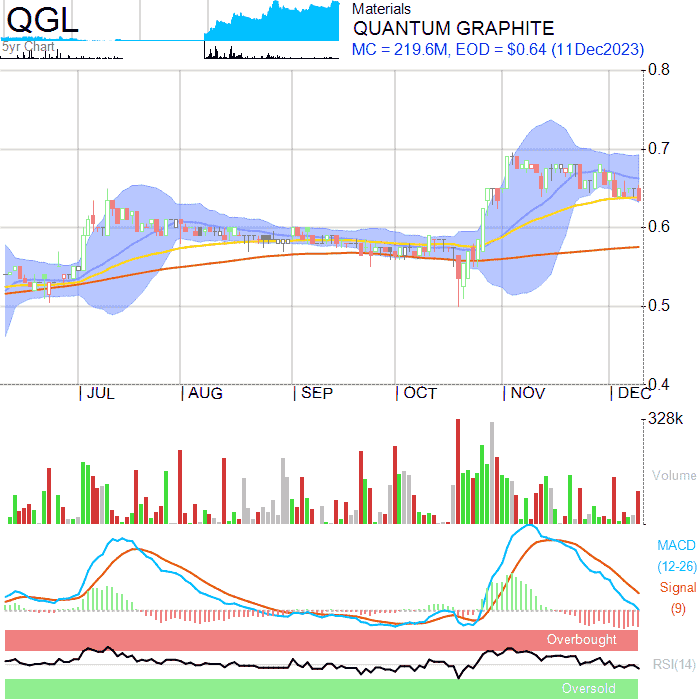 QGL
5yr Chart
Materials
QUANTUM GRAPHITE
MC = 219.6M, EOD = $0.64 (11Dec2023)
0.8
0.7
0.6
0.5
0.4
JUL AUG SEP OCT NOV DEC
328k
Volume
MACD
(12-26)
Signal
(9)
Overbought
RSI(14)
Oversold